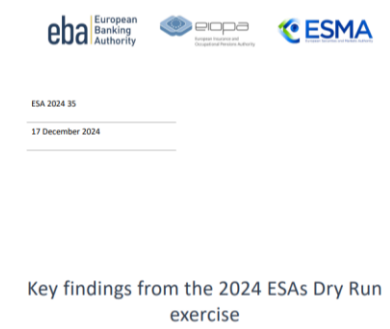 eba European Banking Authority
eiopa European Insurance and Occupational Pensions Authority
ESMA
ESA 2024 35
17 December 2024
Key findings from the 2024 ESAs Dry Run
exercise